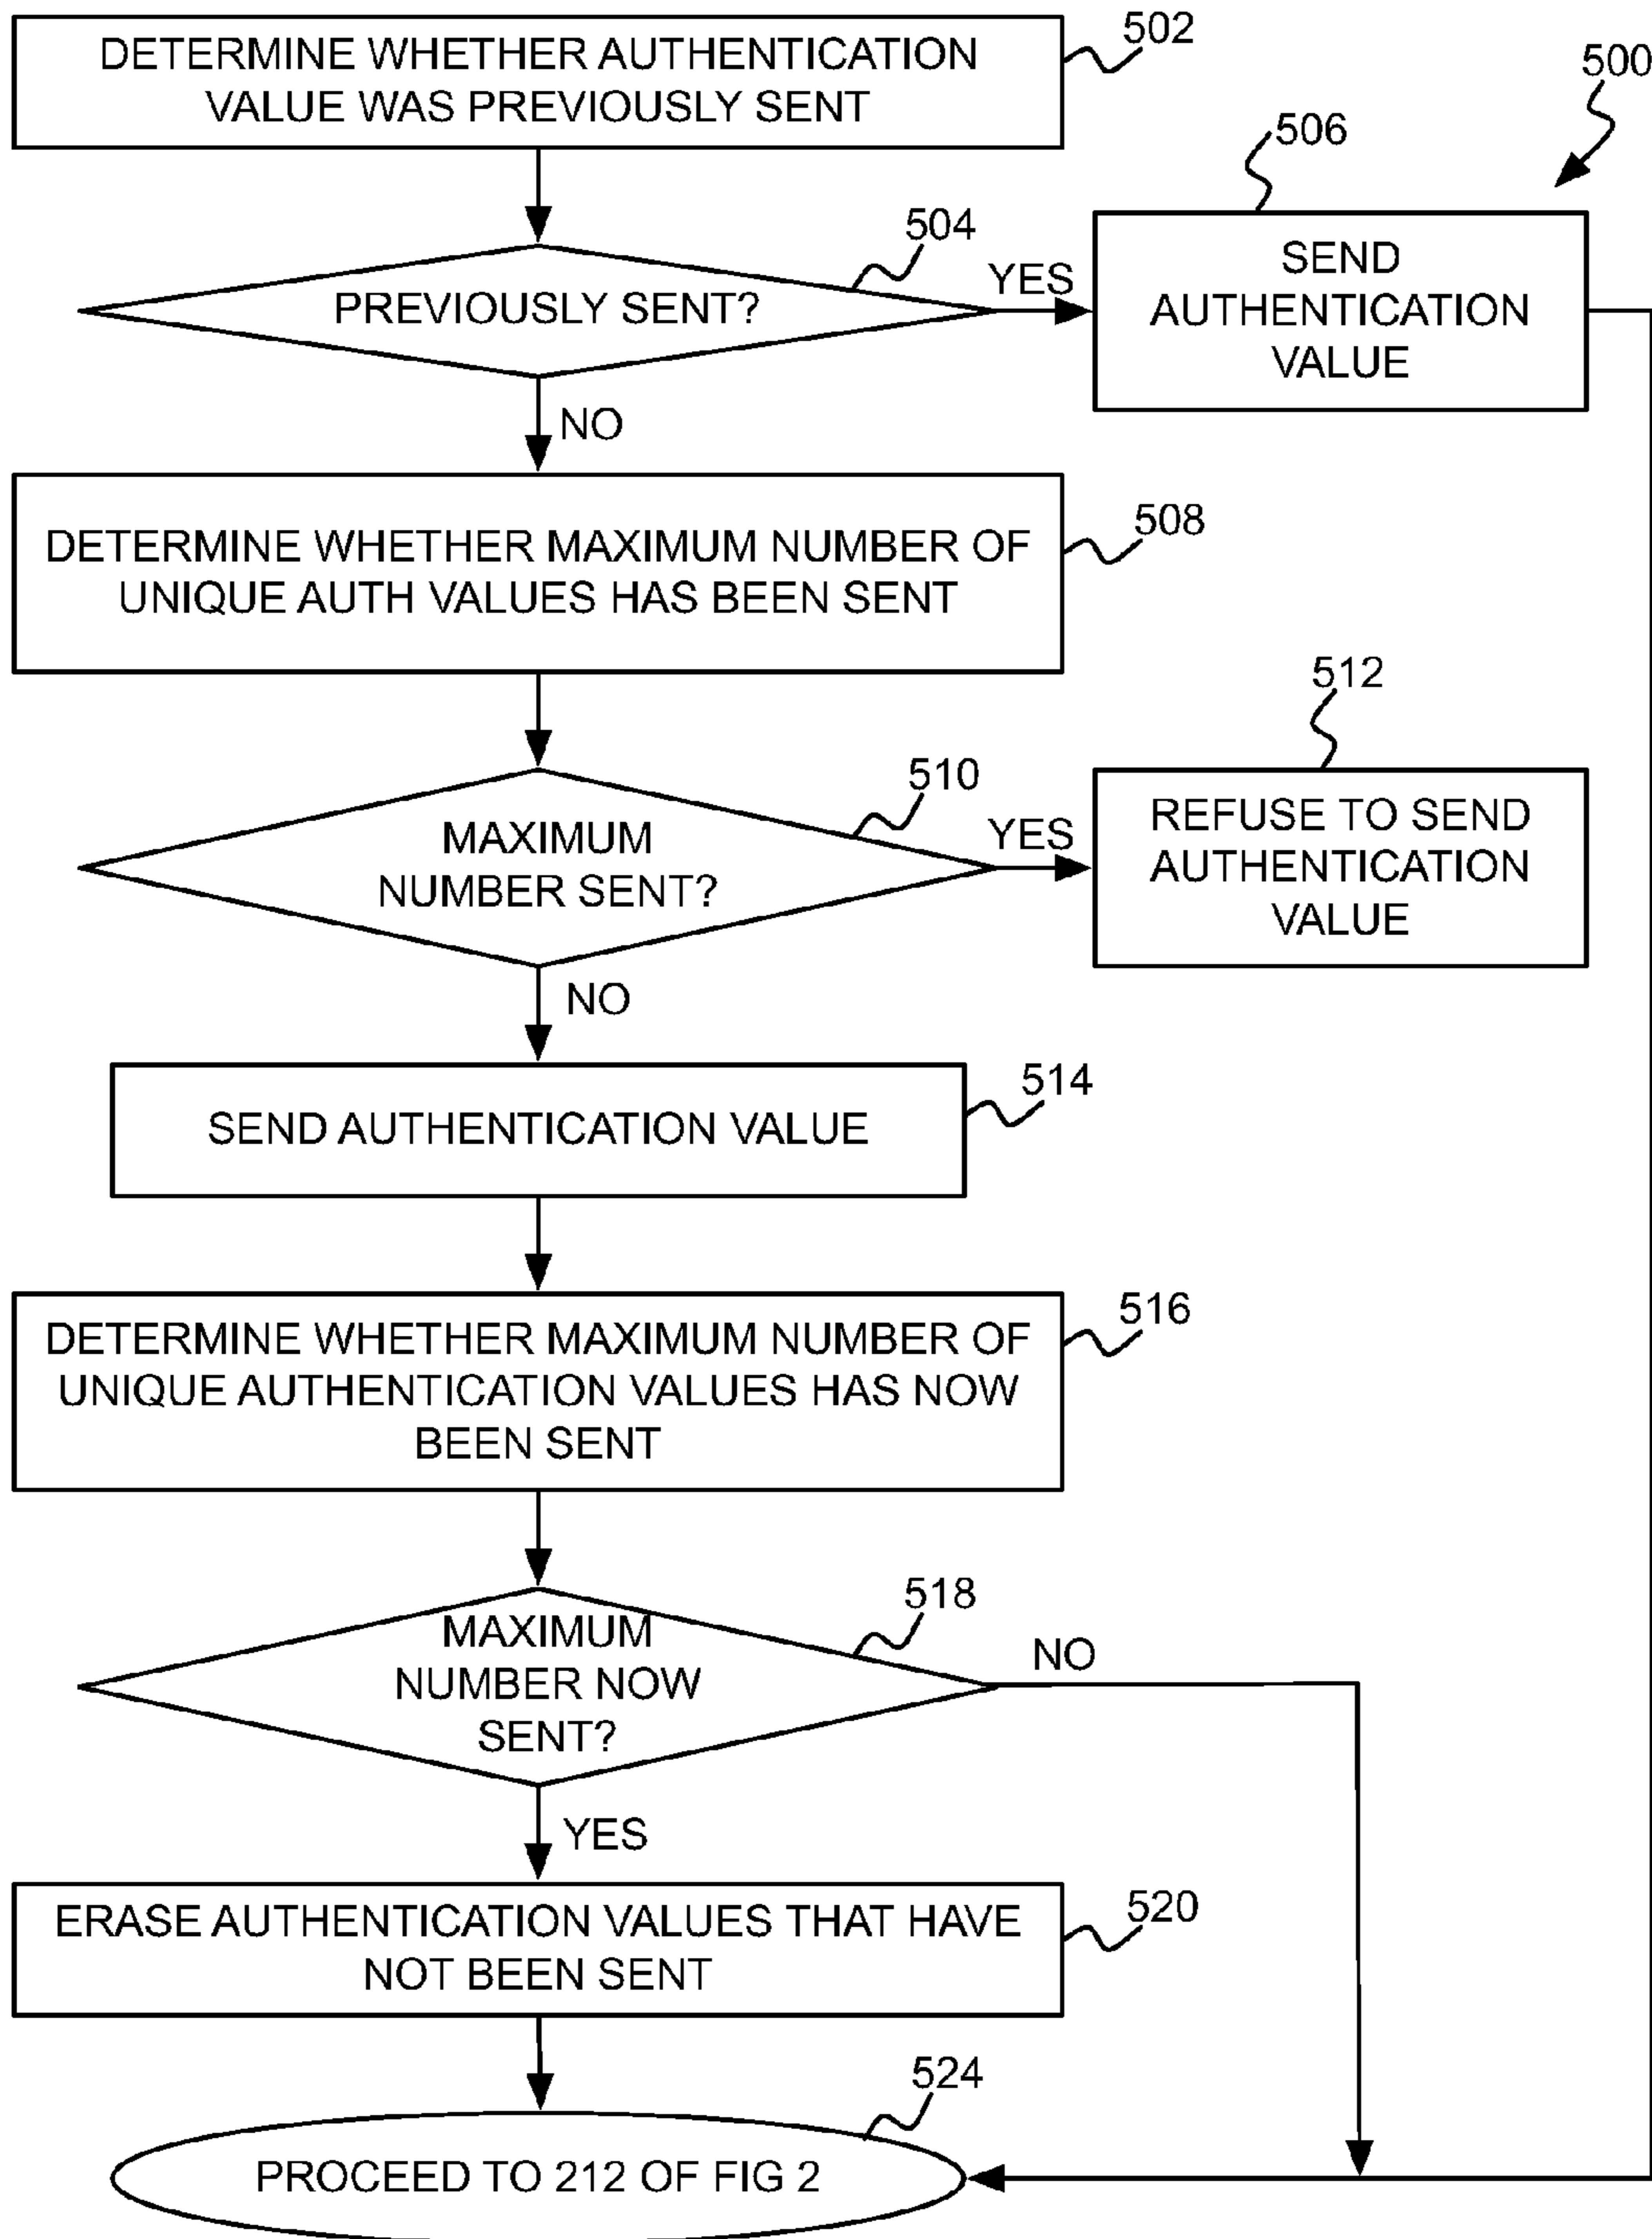 DETERMINE WHETHER AUTHENTICATION
VALUE WAS PREVIOUSLY SENT
502
500
506
504
PREVIOUSLY SENT?
YES
SEND
AUTHENTICATION
VALUE
NO
DETERMINE WHETHER MAXIMUM NUMBER OF
UNIQUE AUTH VALUES HAS BEEN SENT
508
512
510
MAXIMUM
NUMBER SENT?
YES
REFUSE TO SEND
AUTHENTICATION
VALUE
NO
514
SEND AUTHENTICATION VALUE
516
DETERMINE WHETHER MAXIMUM NUMBER OF
UNIQUE AUTHENTICATION VALUES HAS NOW
BEEN SENT
518
MAXIMUM
NUMBER NOW
SENT?
NO
YES
ERASE AUTHENTICATION VALUES THAT HAVE
NOT BEEN SENT
520
524
PROCEED TO 212 OF FIG 2